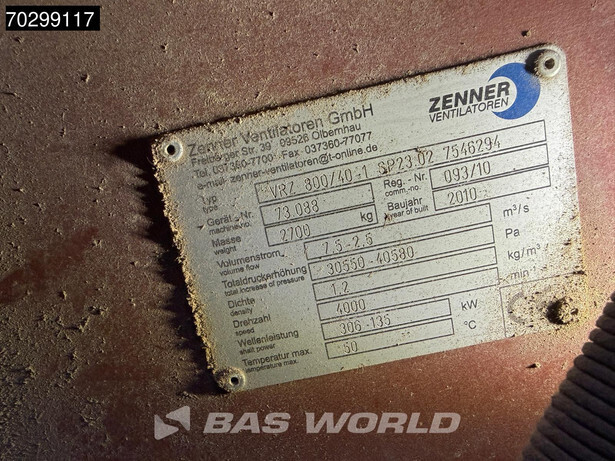 70299117
ZENNER
VENTILATOREN
Zenner Ventilatoren GmbH
Freiberger Str. 39 09526 Olbernhau
Tel. 037360-7700 Fax 037360-77077
e-mail: zenner-ventilatoren@t-online.de
Typ type VRZ 800/40-1 SP23.02 7546294
Gerät-Nr. machine no. 73.088 Reg.-Nr. comm.-no. 093/10
Masse weight 2700 kg Baujahr year of built 2010
Volumenstrom volume flow 7,5-2,5 m³/s
Totaldruckerhöhung total increase of pressure 30550-40580 Pa
Dichte density 1,2 kg/m³
Drehzahl speed 4000 min⁻¹
Wellenleistung shaft power 306-135 kW
Temperatur max. temperature max. 50 °C
BAS WORLD